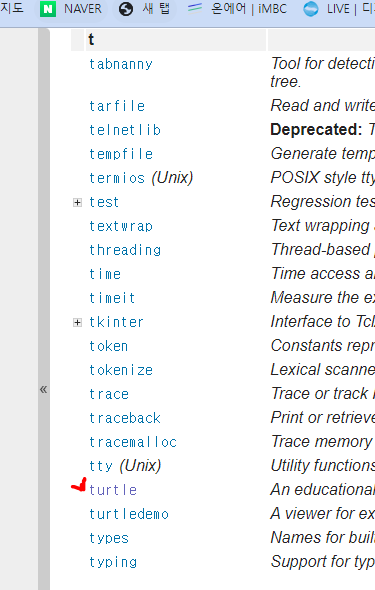 지도 NAVER 새 탭 온에어 | iMBC LIVE | 디
t
tabnanny Tool for detecti
tree.
tarfile Read and write
telnetlib Deprecated: T
tempfile Generate temp
termios (Unix) POSIX style tty
test Regression tes
textwrap Text wrapping
threading Thread-based
time Time access a
timeit Measure the ex
tkinter Interface to Tcl
token Constants repr
tokenize Lexical scanne
trace Trace or track
traceback Print or retrieve
tracemalloc Trace memory
tty (Unix) Utility functions
turtle An educational
turtledemo A viewer for ex
types Names for buil
typing Support for typ
«